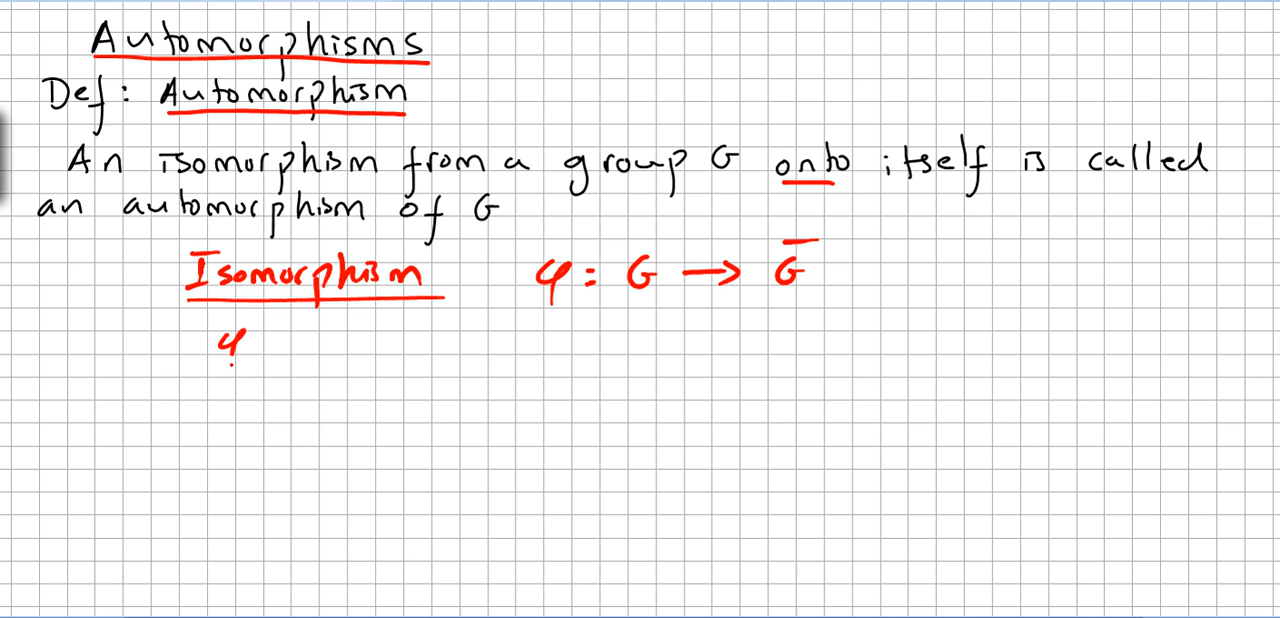 Automorphisms
Def: Automorphism
An isomorphism from a group G onto itself is called
an automorphism of G
Isomorphism φ: G → G̅
φ